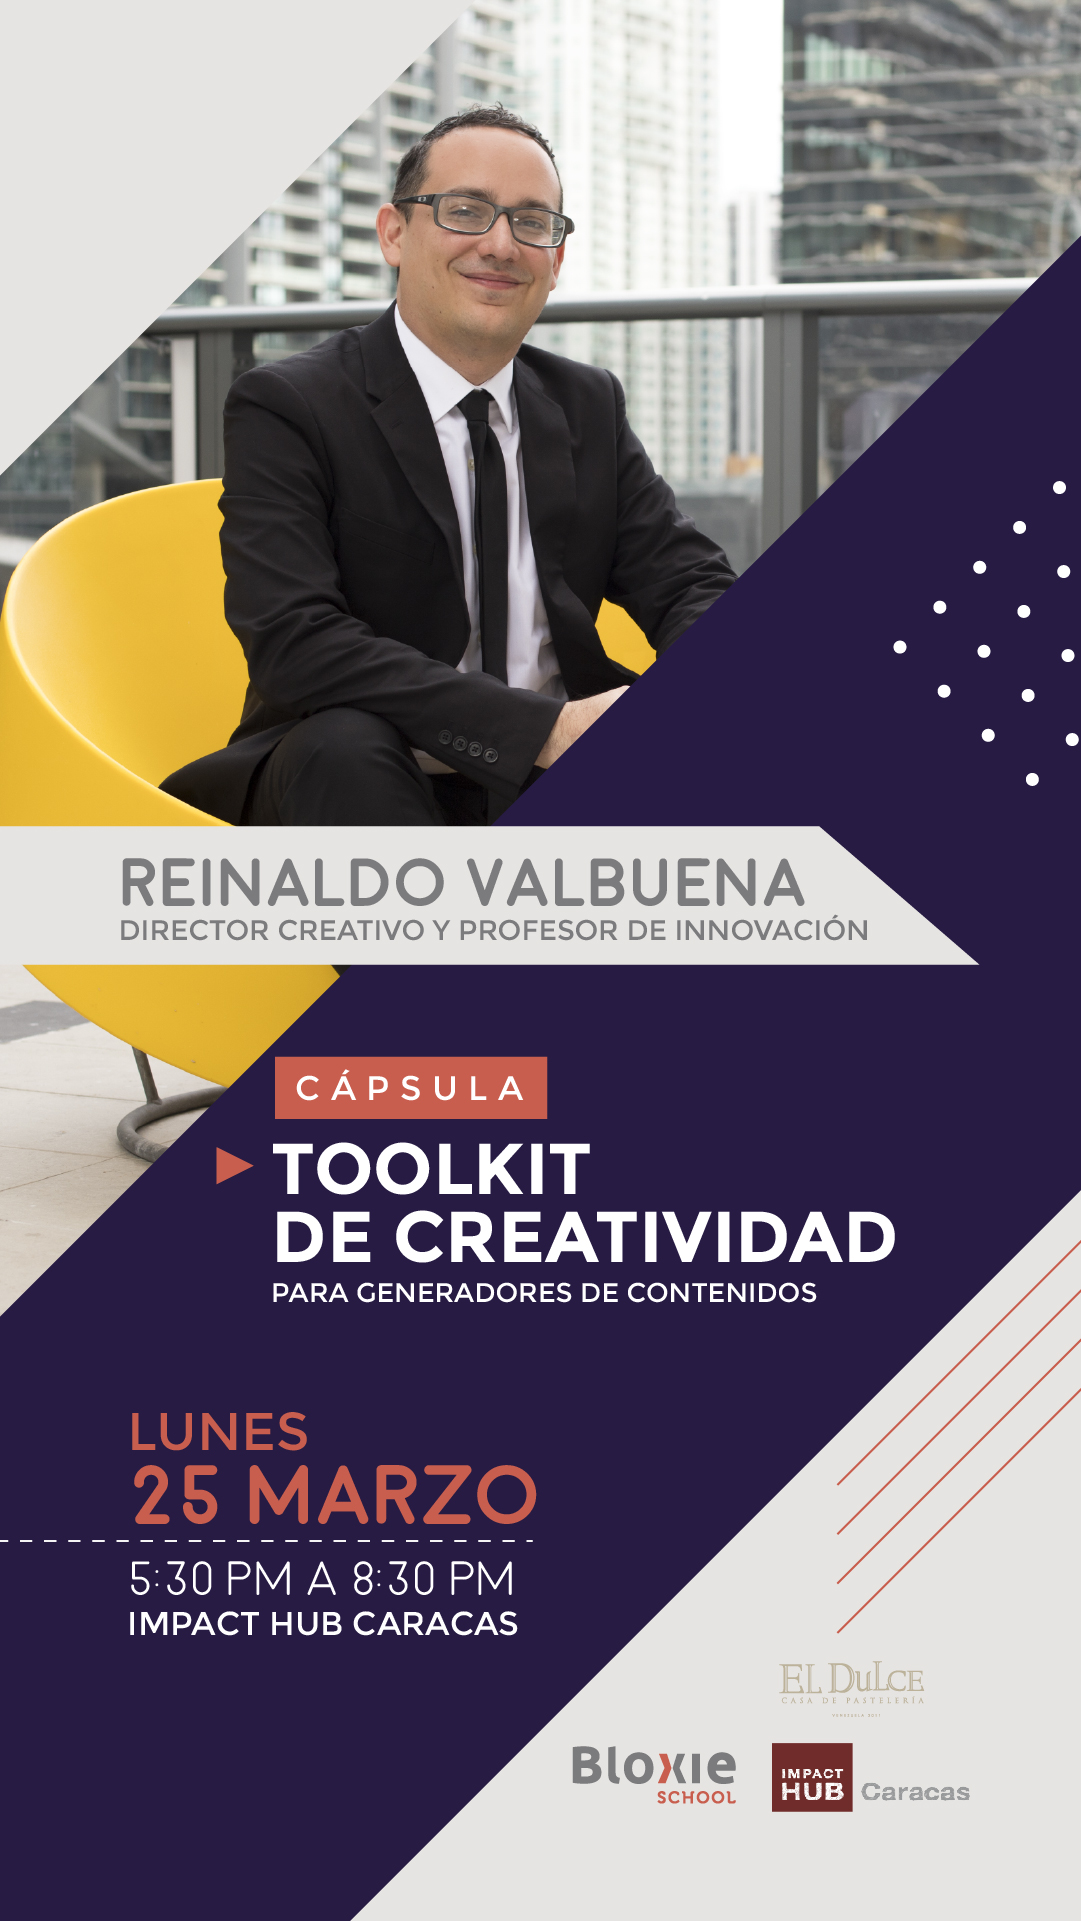 REINALDO VALBUENA
DIRECTOR CREATIVO Y PROFESOR DE INNOVACIÓN
CÁPSULA
TOOLKIT
DE CREATIVIDAD
PARA GENERADORES DE CONTENIDOS
LUNES
25 MARZO
5:30 PM A 8:30 PM
IMPACT HUB CARACAS
EL DULCE
CASA DE PASTELERÍA
Bloxie
SCHOOL
IMPACT
HUB Caracas